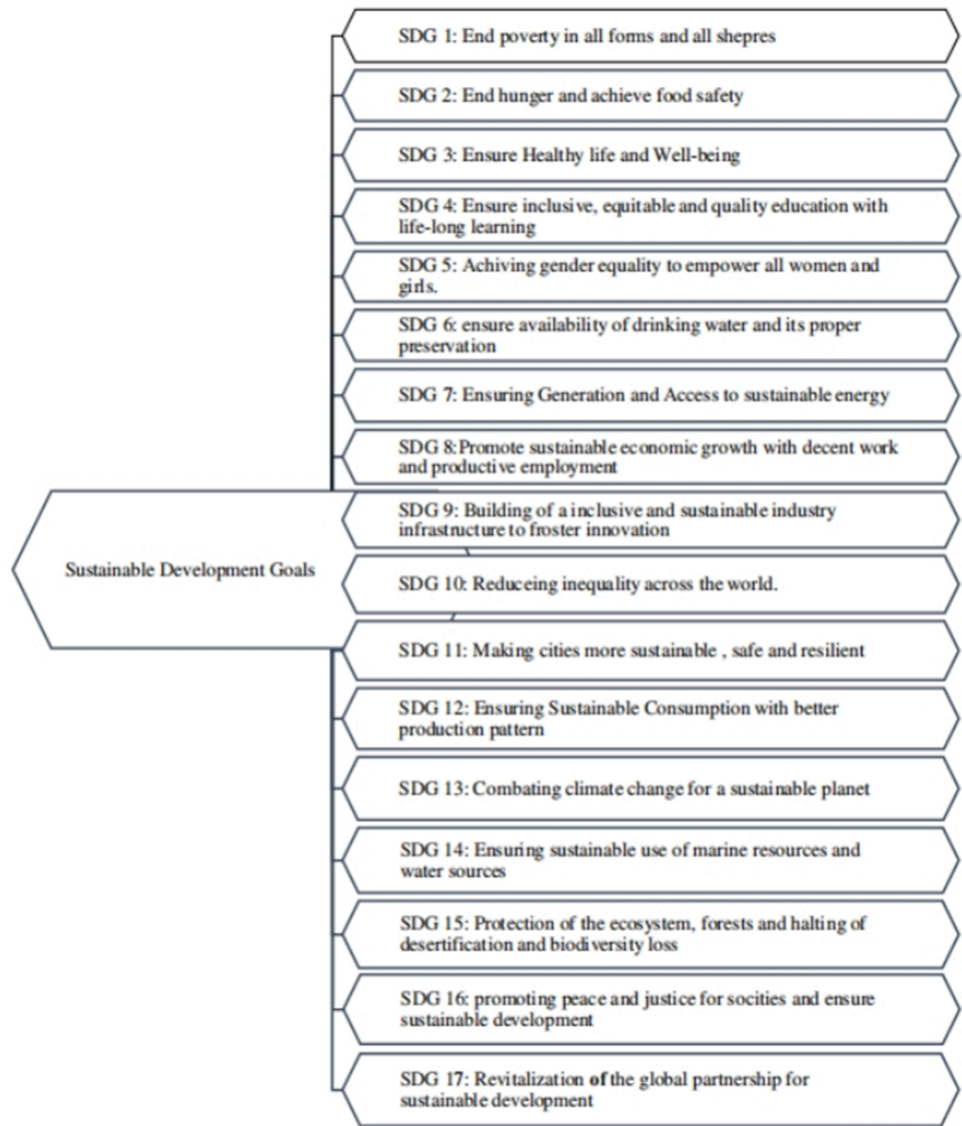 SDG 1: End poverty in all forms and all shepres
SDG 2: End hunger and achieve food safety
SDG 3: Ensure Healthy life and Well-being
SDG 4: Ensure inclusive, equitable and quality education with
life-long learning
SDG 5: Achiving gender equality to empower all women and
girls.
SDG 6: ensure availability of drinking water and its proper
preservation
SDG 7: Ensuring Generation and Access to sustainable energy
SDG 8:Promote sustainable economic growth with decent work
and productive employment
SDG 9: Building of a inclusive and sustainable industry
infrastructure to froster innovation
Sustainable Development Goals
SDG 10: Reduceing inequality across the world.
SDG 11: Making cities more sustainable , safe and resilient
SDG 12: Ensuring Sustainable Consumption with better
production pattern
SDG 13: Combating climate change for a sustainable planet
SDG 14: Ensuring sustainable use of marine resources and
water sources
SDG 15: Protection of the ecosystem, forests and halting of
desertification and biodiversity loss
SDG 16: promoting peace and justice for socities and ensure
sustainable development
SDG 17: Revitalization of the global partnership for
sustainable development